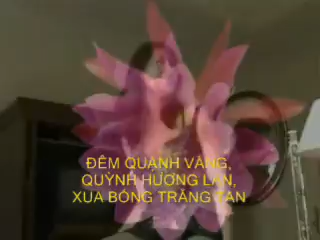 ĐÊM QUẠNH VẮNG,
QUỲNH HƯƠNG LAN,
XUA BÓNG TRĂNG TAN